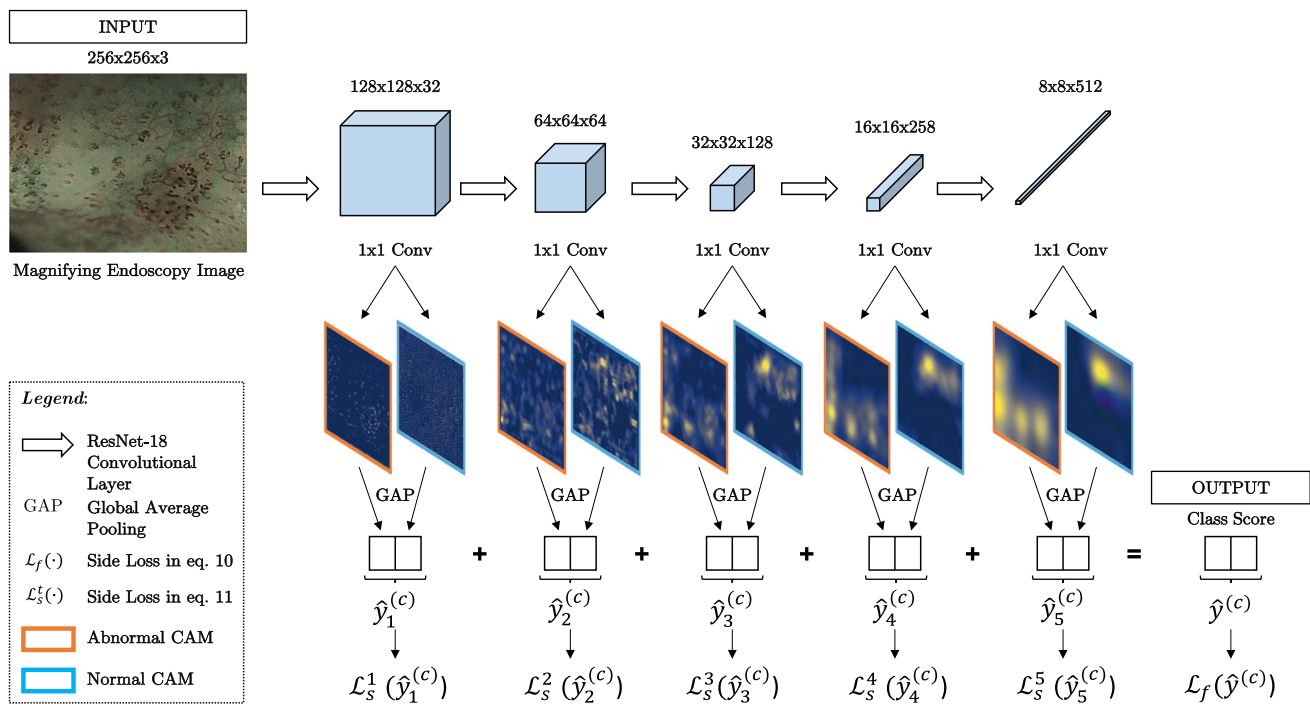 INPUT
256x256x3
Magnifying Endoscopy Image
128x128x32
64x64x64
32x32x128
16x16x258
8x8x512
1x1 Conv
1x1 Conv
1x1 Conv
1x1 Conv
1x1 Conv
GAP
GAP
GAP
GAP
GAP
OUTPUT
Class Score
+ + + + =
ŷ₁⁽ᶜ⁾ ŷ₂⁽ᶜ⁾ ŷ₃⁽ᶜ⁾ ŷ₄⁽ᶜ⁾ ŷ₅⁽ᶜ⁾ ŷ⁽ᶜ⁾
ℒₛ¹ (ŷ₁⁽ᶜ⁾) ℒₛ² (ŷ₂⁽ᶜ⁾) ℒₛ³(ŷ₃⁽ᶜ⁾) ℒₛ⁴ (ŷ₄⁽ᶜ⁾) ℒₛ⁵ (ŷ₅⁽ᶜ⁾) ℒ_f(ŷ⁽ᶜ⁾)
Legend:
ResNet-18
Convolutional
Layer
GAP Global Average
Pooling
ℒ_f(·) Side Loss in eq. 10
ℒₛᵗ(·) Side Loss in eq. 11
Abnormal CAM
Normal CAM